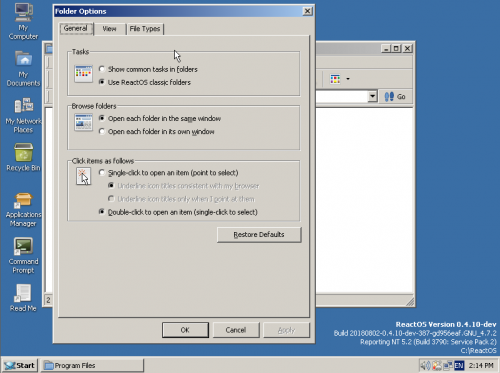 My
Computer
My
Documents
My Network
Places
Recycle Bin
Applications
Manager
Command
Prompt
Read Me
Folder Options
General
View
File Types
Tasks
Show common tasks in folders
Use ReactOS classic folders
Browse folders
Open each folder in the same window
Open each folder in its own window
Click items as follows
Single-click to open an item (point to select)
Underline icon titles consistent with my browser
Underline icon titles only when I point at them
Double-click to open an item (single-click to select)
Restore Defaults
OK
Cancel
Apply
Go
2
ReactOS Version 0.4.10-dev
Build 20180802-0.4.10-dev-387-gd956eaf.GNU_4.7.2
Reporting NT 5.2 (Build 3790: Service Pack 2)
C:\ReactOS
Start
Program Files
EN
2:14 PM